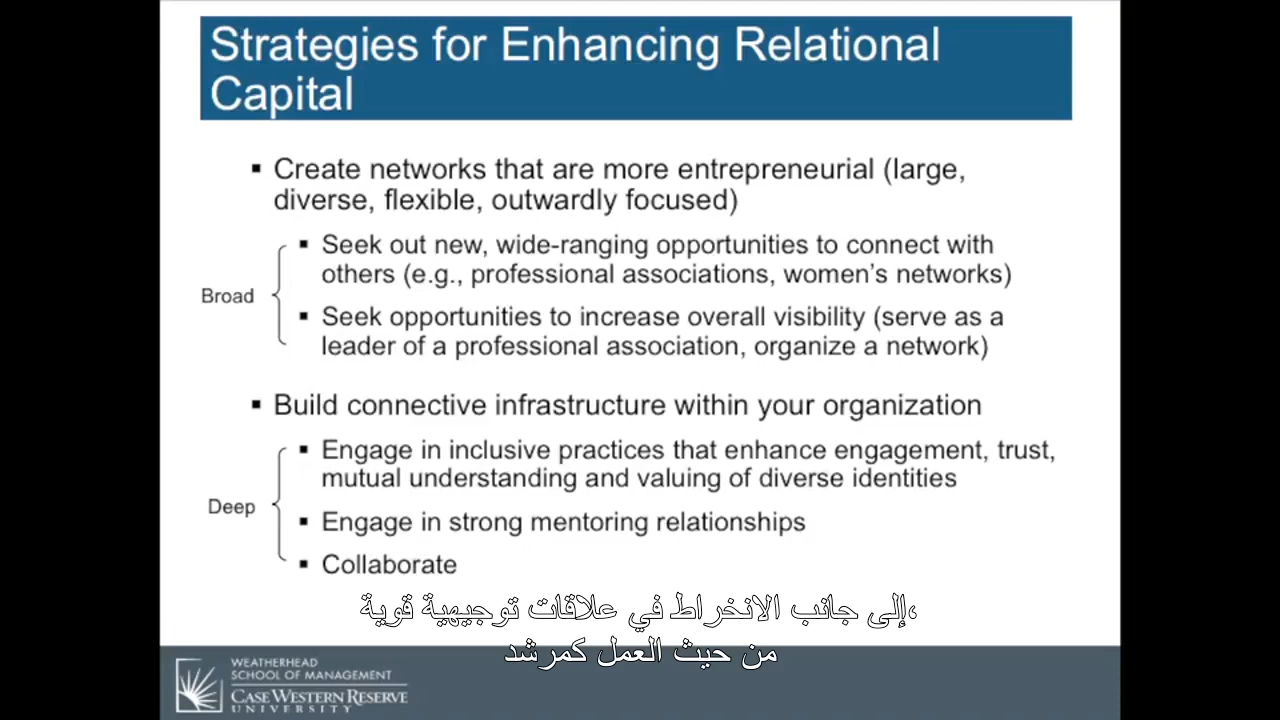 Strategies for Enhancing Relational
Capital
▪ Create networks that are more entrepreneurial (large,
diverse, flexible, outwardly focused)
Broad
▪ Seek out new, wide-ranging opportunities to connect with
others (e.g., professional associations, women's networks)
▪ Seek opportunities to increase overall visibility (serve as a
leader of a professional association, organize a network)
▪ Build connective infrastructure within your organization
Deep
▪ Engage in inclusive practices that enhance engagement, trust,
mutual understanding and valuing of diverse identities
▪ Engage in strong mentoring relationships
▪ Collaborate
إلى جانب الانخراط في علاقات توجيهية قوية،
من حيث العمل كمرشد
WEATHERHEAD
SCHOOL OF MANAGEMENT
CASE WESTERN RESERVE
UNIVERSITY